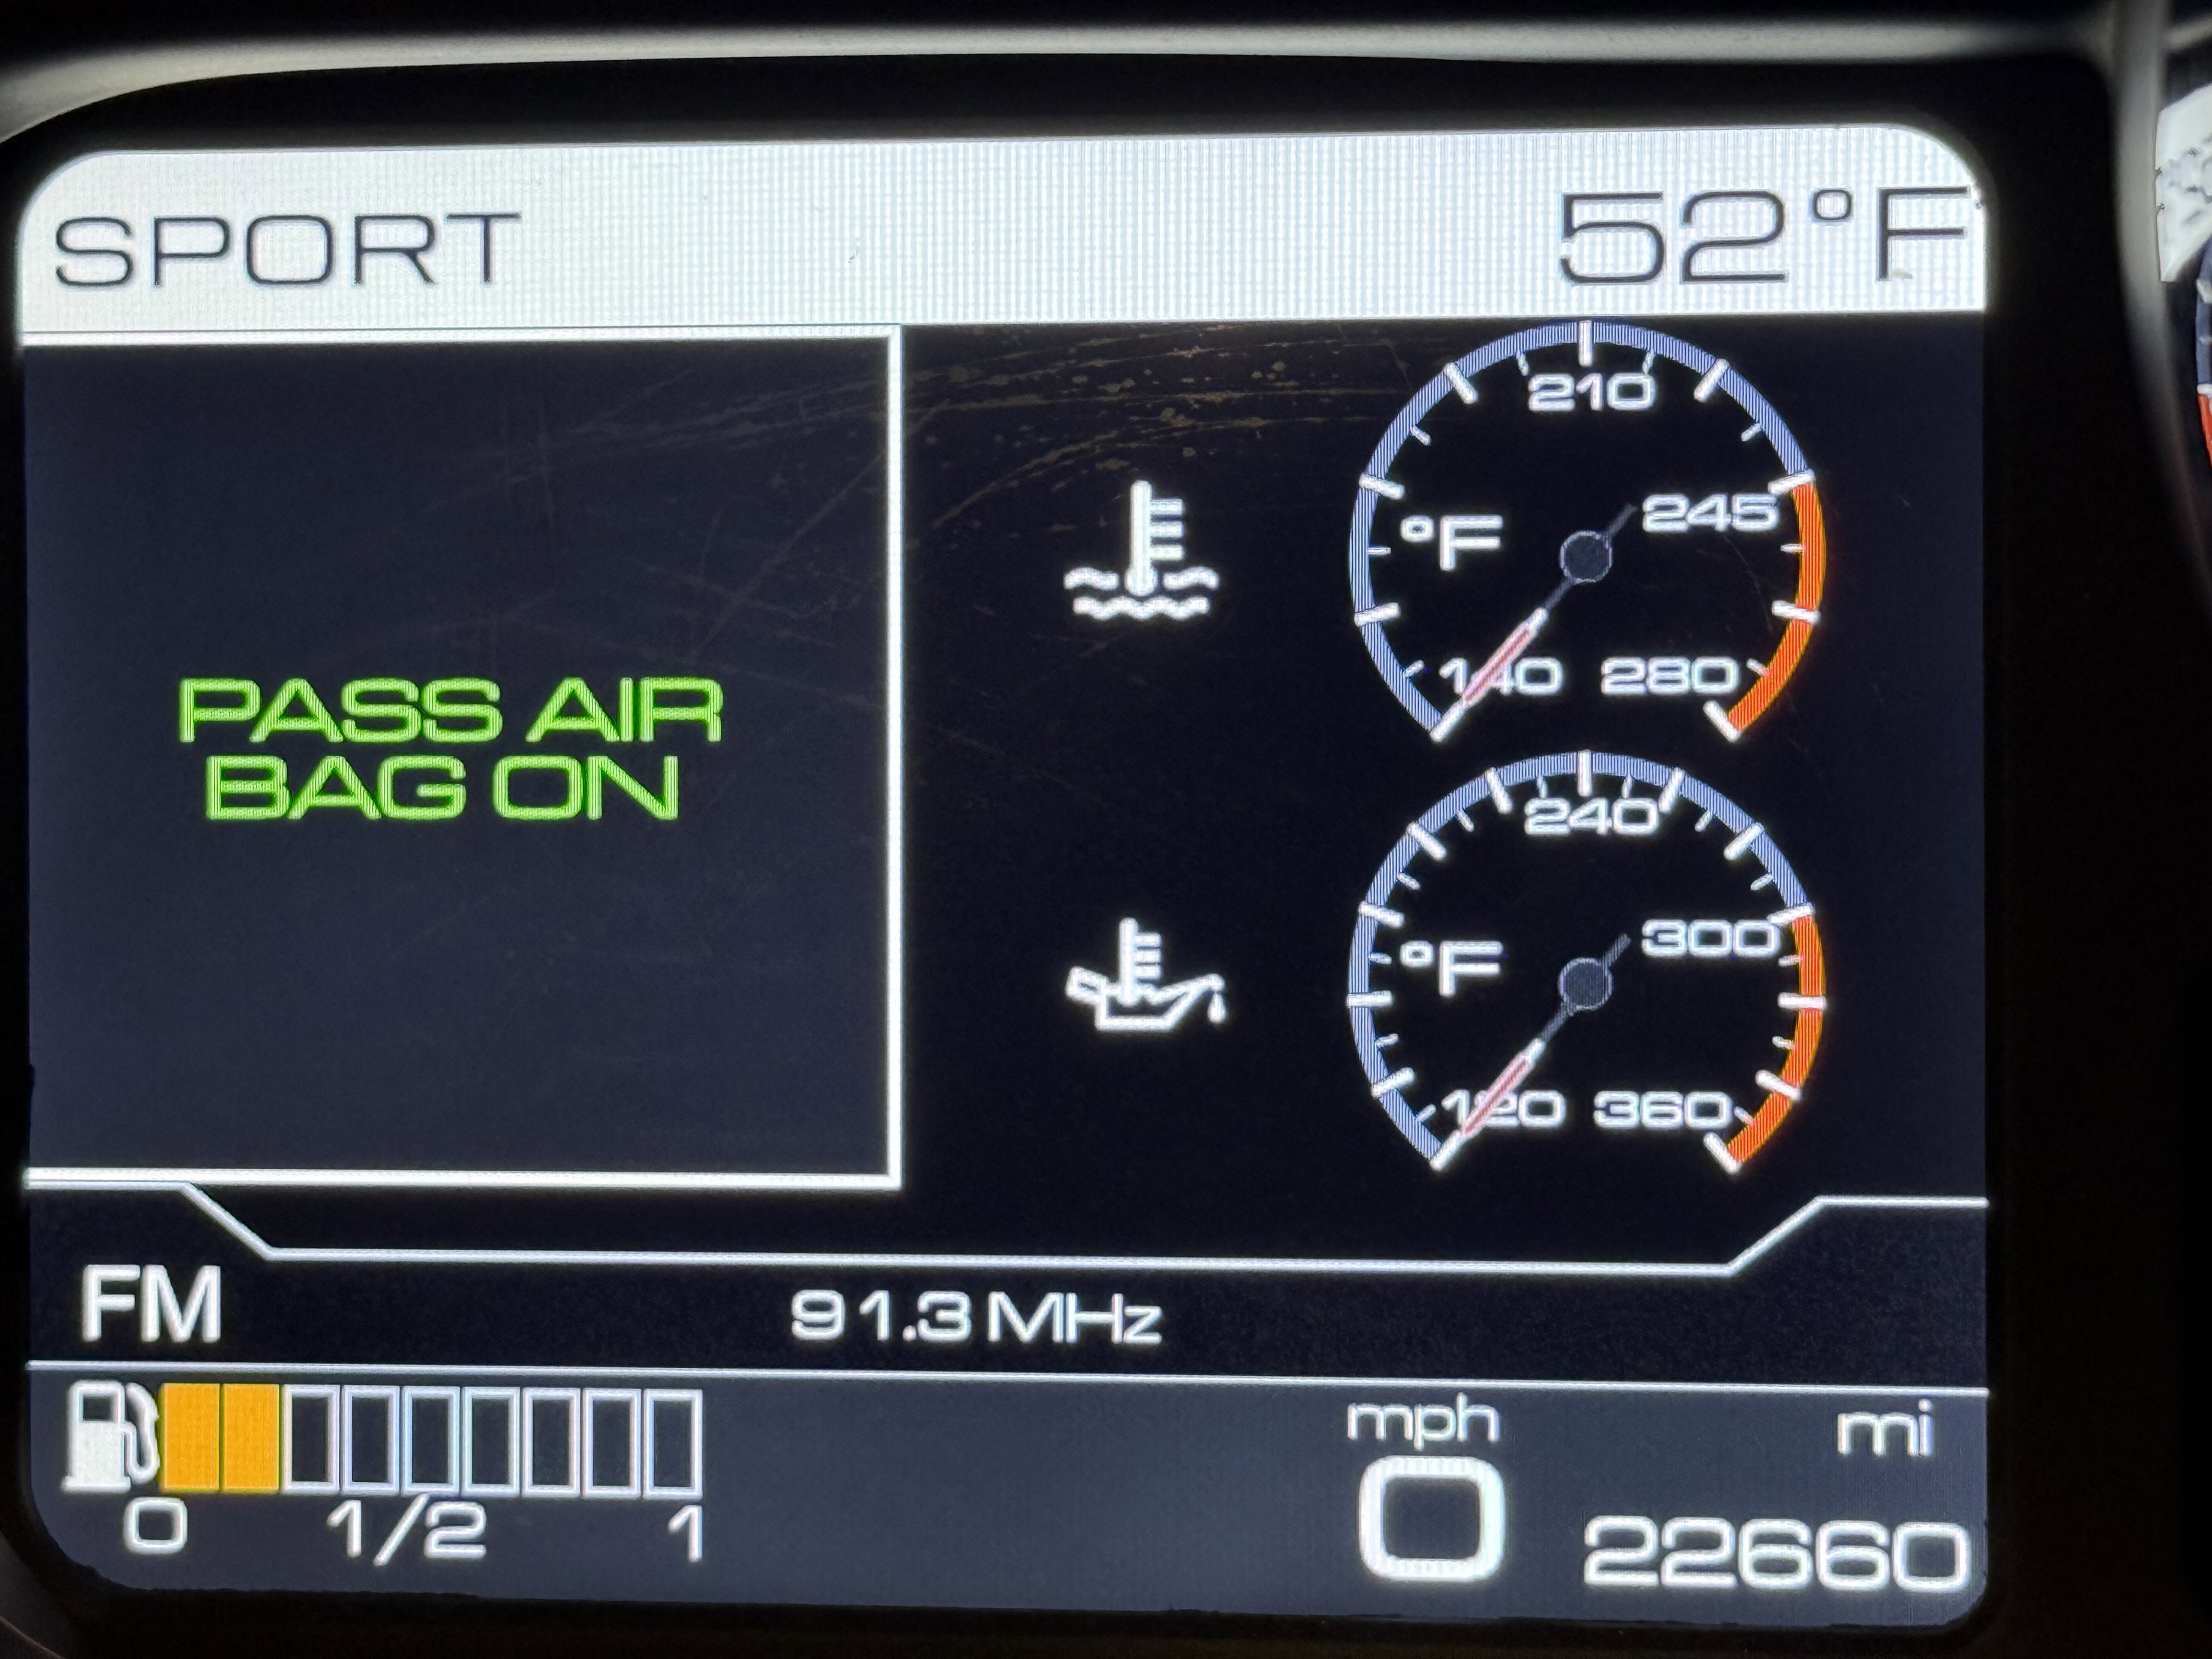 SPORT 52°F
210
°F 245
140 280
PASS AIR
BAG ON
240
°F 300
120 360
FM 91.3 MHz
mph mi
0 1/2 1 0 22660